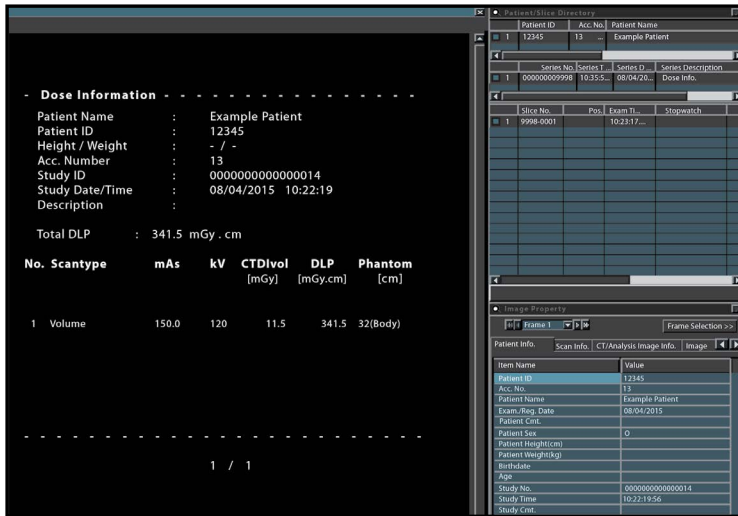 - Dose Information - - - - - - - - - - - - - - - -
Patient Name : Example Patient
Patient ID : 12345
Height / Weight : - / -
Acc. Number : 13
Study ID : 0000000000000014
Study Date/Time : 08/04/2015 10:22:19
Description :
Total DLP : 341.5 mGy . cm
No. Scantype mAs kV CTDIvol DLP Phantom
[mGy] [mGy.cm] [cm]
1 Volume 150.0 120 11.5 341.5 32(Body)
- - - - - - - - - - - - - - - - - - - - - - - - - -
1 / 1
Patient/Slice Directory
Patient ID Acc. No. Patient Name
1 12345 13 ... Example Patient
Series No. Series T ... Series D ... Series Description
1 000000009998 10:35:5... 08/04/20... Dose Info.
Slice No. Pos. Exam Ti... Stopwatch
1 9998-0001 10:23:17....
Image Property
Frame 1 Frame Selection >>
Patient Info. Scan Info. CT/Analysis Image Info. Image
Item Name Value
Patient ID 12345
Acc. No. 13
Patient Name Example Patient
Exam./Reg. Date 08/04/2015
Patient Cmt.
Patient Sex O
Patient Height(cm)
Patient Weight(kg)
Birthdate
Age
Study No. 0000000000000014
Study Time 10:22:19:56
Study Cmt.